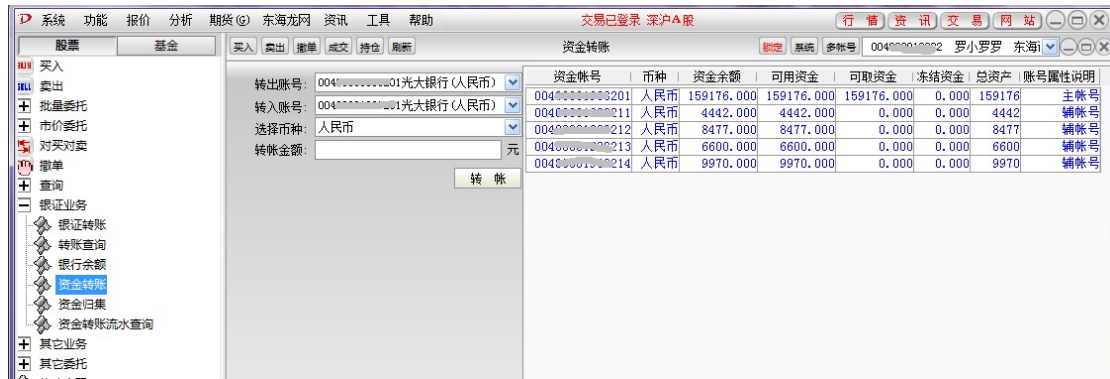 系统 功能 报价 分析 期货(G) 东海龙网 资讯 工具 帮助 交易已登录 深沪A股 行情 资讯 交易 网站
股票 基金 买入 卖出 撤单 成交 持仓 刷新 资金转账 锁定 系统 多帐号 罗小罗罗 东海
买入
卖出
批量委托
市价委托
对买对卖
撤单
查询
银证业务
银证转账
转账查询
银行余额
资金转账
资金归集
资金转账流水查询
其它业务
其它委托
转出账号: 光大银行(人民币)
转入账号: 光大银行(人民币)
选择币种: 人民币
转帐金额: 元
转 帐
资金帐号 币种 资金余额 可用资金 可取资金 冻结资金 总资产 账号属性说明
201 人民币 159176.000 159176.000 159176.000 0.000 159176 主帐号
211 人民币 4442.000 4442.000 0.000 0.000 4442 辅帐号
212 人民币 8477.000 8477.000 0.000 0.000 8477 辅帐号
213 人民币 6600.000 6600.000 0.000 0.000 6600 辅帐号
214 人民币 9970.000 9970.000 0.000 0.000 9970 辅帐号